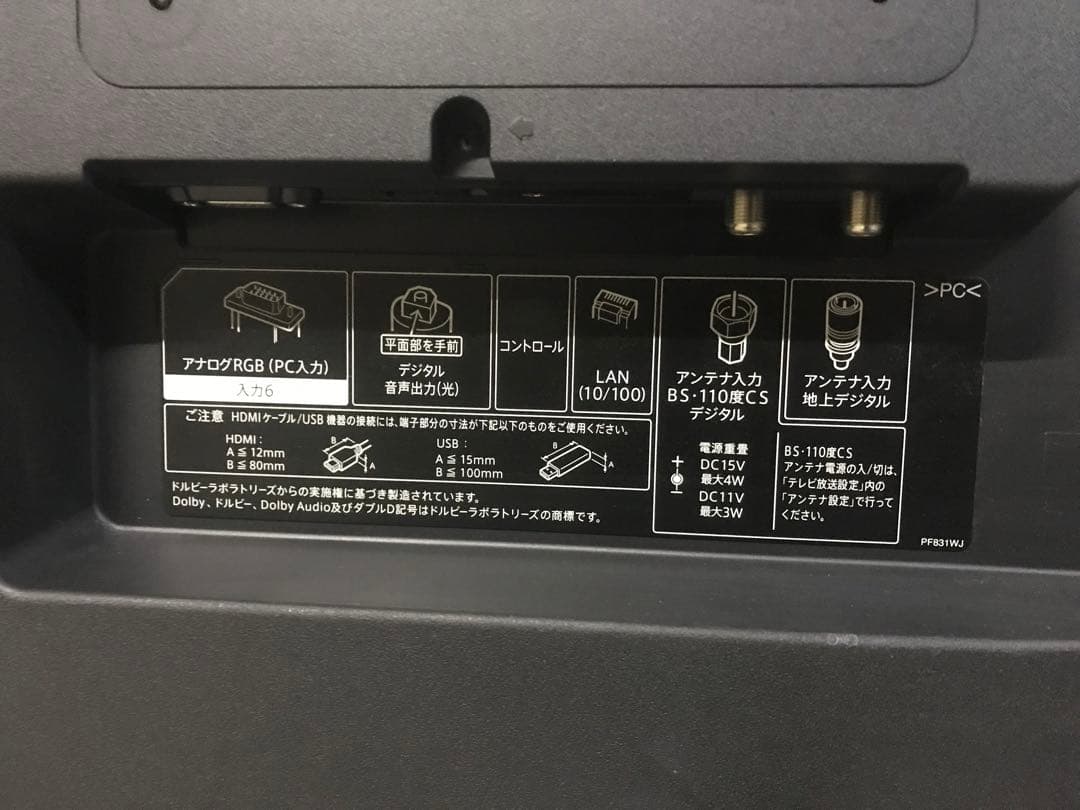 アナログRGB (PC入力)
入力6
平面部を手前
デジタル
音声出力(光)
コントロール
LAN
(10/100)
アンテナ入力
BS・110度CS
デジタル
アンテナ入力
地上デジタル
>PC<
ご注意 HDMIケーブル/USB 機器の接続には、端子部分の寸法が下記以下のものをご使用ください。
HDMI :
A ≦ 12mm
B ≦ 80mm
B
A
USB :
A ≦ 15mm
B ≦ 100mm
B
A
ドルビーラボラトリーズからの実施権に基づき製造されています。
Dolby、ドルビー、Dolby Audio及びダブルD記号はドルビーラボラトリーズの商標です。
電源重畳
+
−
DC15V
最大4W
DC11V
最大3W
BS・110度CS
アンテナ電源の入/切は、
「テレビ放送設定」内の
「アンテナ設定」で行って
ください。
PF831WJ